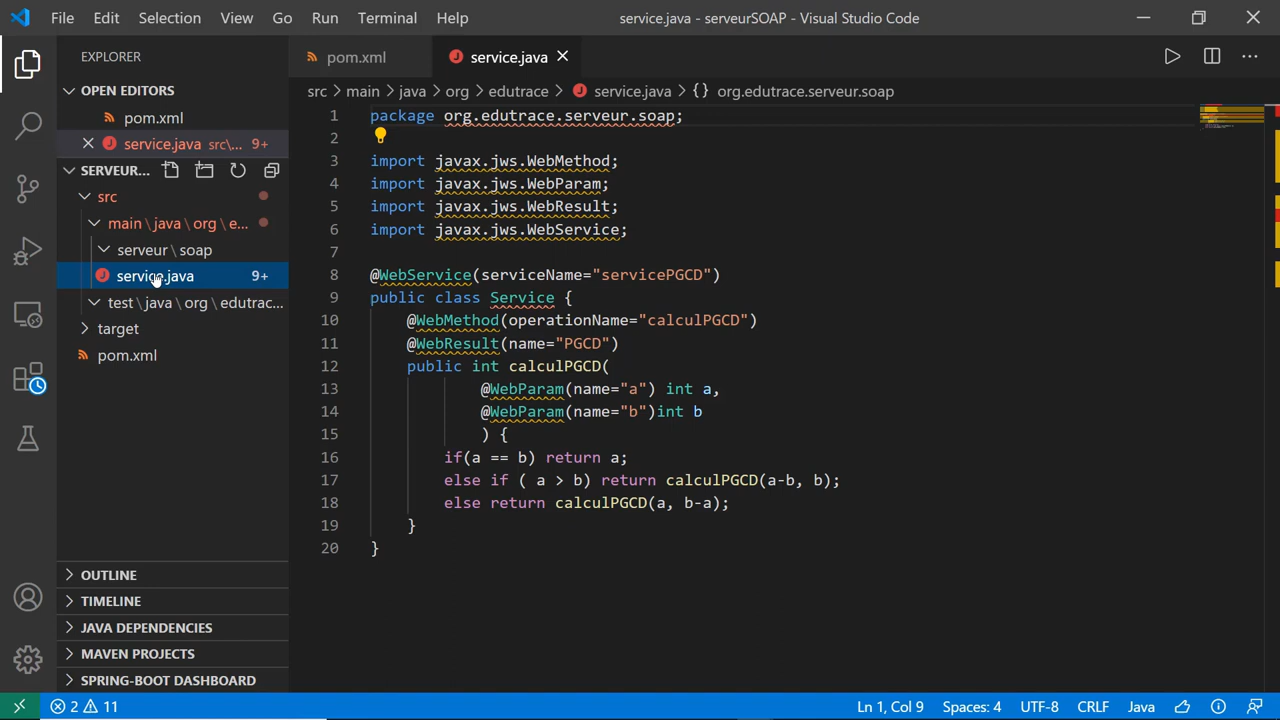 File Edit Selection View Go Run Terminal Help service.java - serveurSOAP - Visual Studio Code
EXPLORER
OPEN EDITORS
pom.xml
service.java src\... 9+
SERVEUR...
src
main \ java \ org \ e...
serveur \ soap
service.java 9+
test \ java \ org \ edutrac...
target
pom.xml
OUTLINE
TIMELINE
JAVA DEPENDENCIES
MAVEN PROJECTS
SPRING-BOOT DASHBOARD
pom.xml service.java
src > main > java > org > edutrace > service.java > {} org.edutrace.serveur.soap
1 package org.edutrace.serveur.soap;
2
3 import javax.jws.WebMethod;
4 import javax.jws.WebParam;
5 import javax.jws.WebResult;
6 import javax.jws.WebService;
7
8 @WebService(serviceName="servicePGCD")
9 public class Service {
10 @WebMethod(operationName="calculPGCD")
11 @WebResult(name="PGCD")
12 public int calculPGCD(
13 @WebParam(name="a") int a,
14 @WebParam(name="b")int b
15 ) {
16 if(a == b) return a;
17 else if ( a > b) return calculPGCD(a-b, b);
18 else return calculPGCD(a, b-a);
19 }
20 }
2 11 Ln 1, Col 9 Spaces: 4 UTF-8 CRLF Java